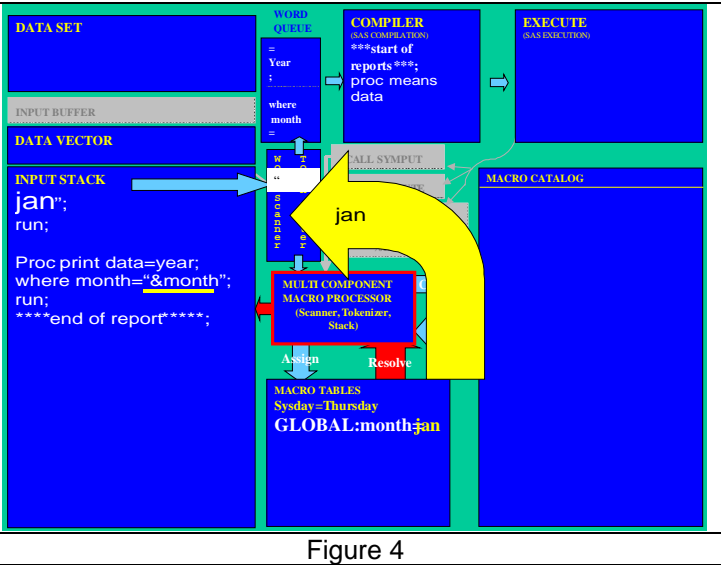 DATA SET
INPUT BUFFER
DATA VECTOR
INPUT STACK
jan";
run;
Proc print data=year;
where month="&month";
run;
****end of report*****;
WORD
QUEUE
=
Year
;
where
month
=
COMPILER
(SAS COMPILATION)
***start of
reports***;
proc means
data
EXECUTE
(SAS EXECUTION)
“
Scanner
CALL SYMPUT
jan
MULTI COMPONENT
MACRO PROCESSOR
(Scanner, Tokenizer,
Stack)
Assign
Resolve
MACRO TABLES
Sysday=Thursday
GLOBAL:month=jan
MACRO CATALOG
Figure 4